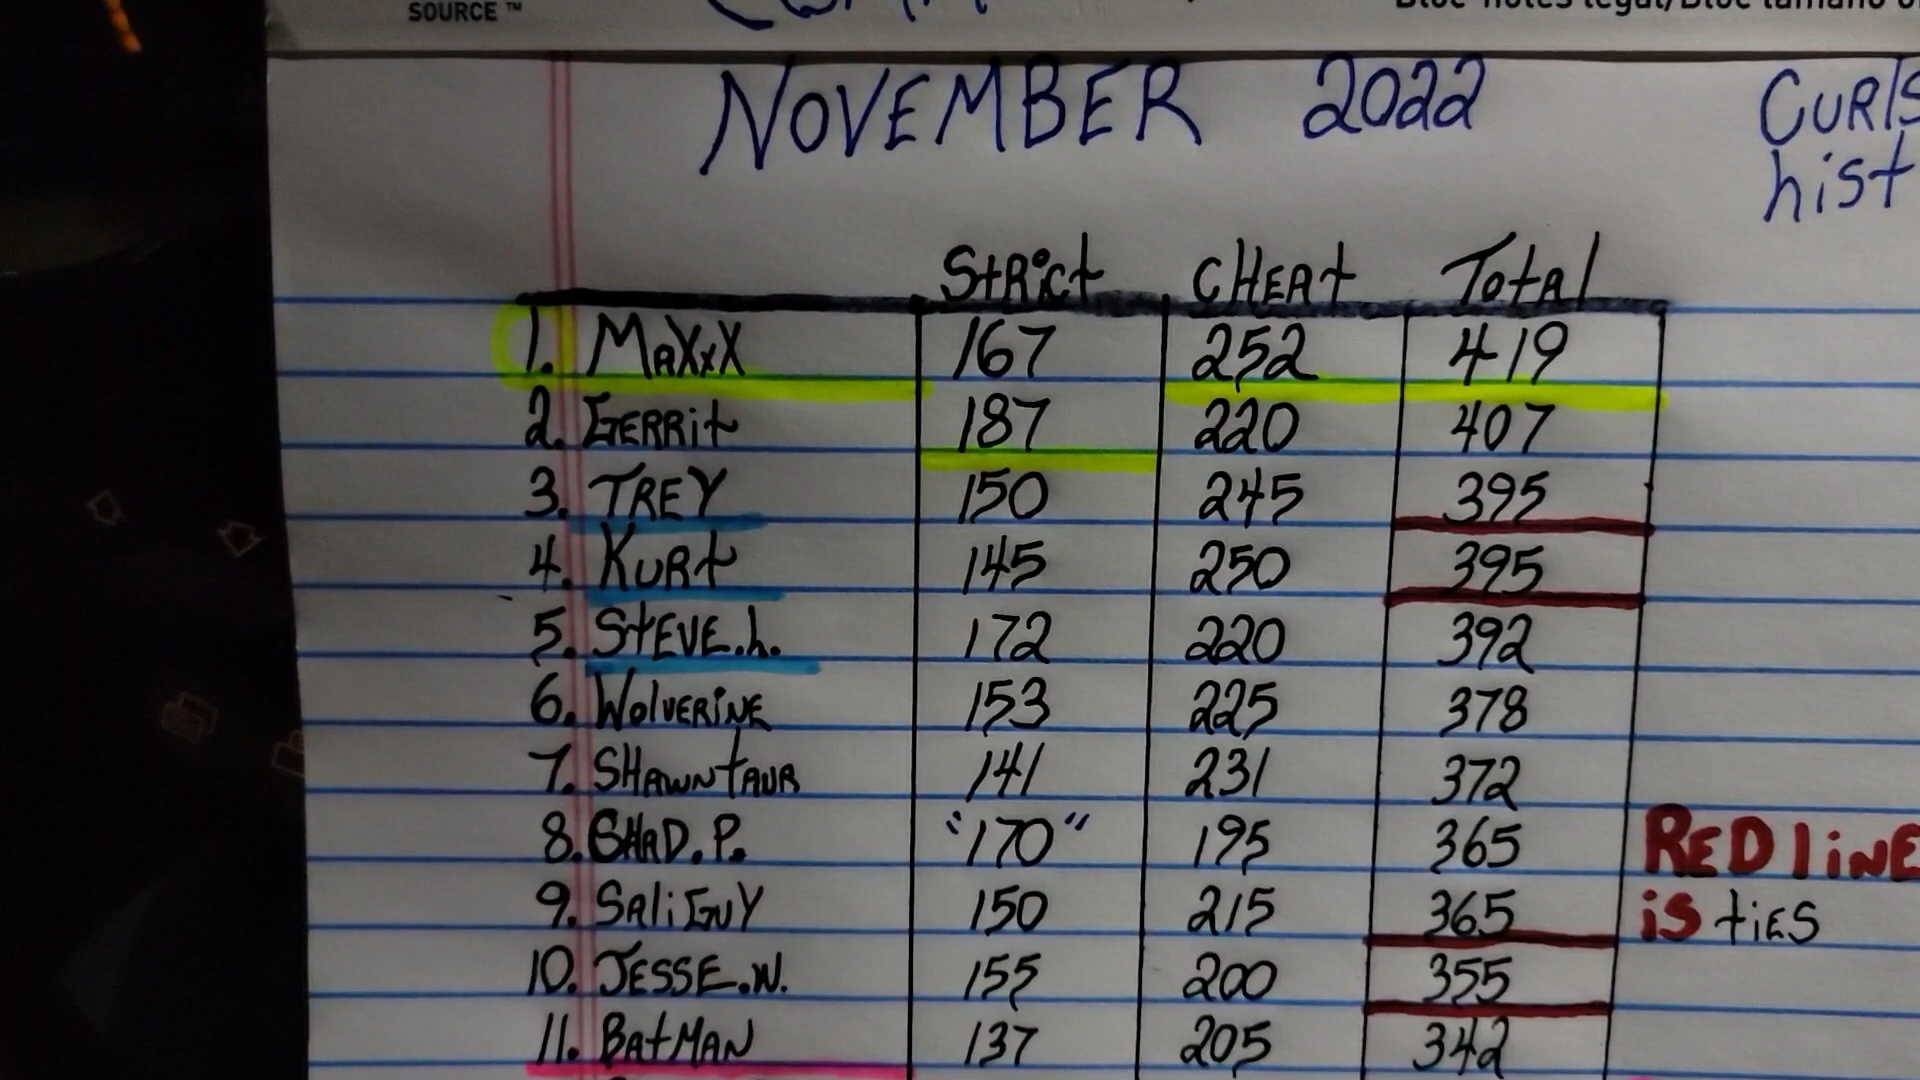 SOURCE ™
NOVEMBER 2022
CURlS
hist
StRict CHEAt Total
1. MaXxX 167 252 419
2. GERRit 187 220 407
3. TREY 150 245 395
4. KURt 145 250 395
5. StEVE.h. 172 220 392
6. WolVERiNE 153 225 378
7. SHAWNtAUR 141 231 372
8. CHAD.P. "170" 195 365
9. SAliGUY 150 215 365
10. JESSE.W. 155 200 355
11. BAtMAN 137 205 342
RED liNE
is tiES